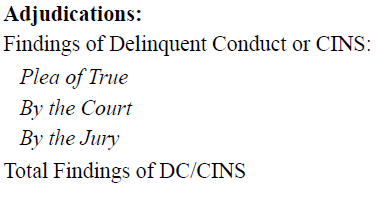 Adjudications:
Findings of Delinquent Conduct or CINS:
Plea of True
By the Court
By the Jury
Total Findings of DC/CINS